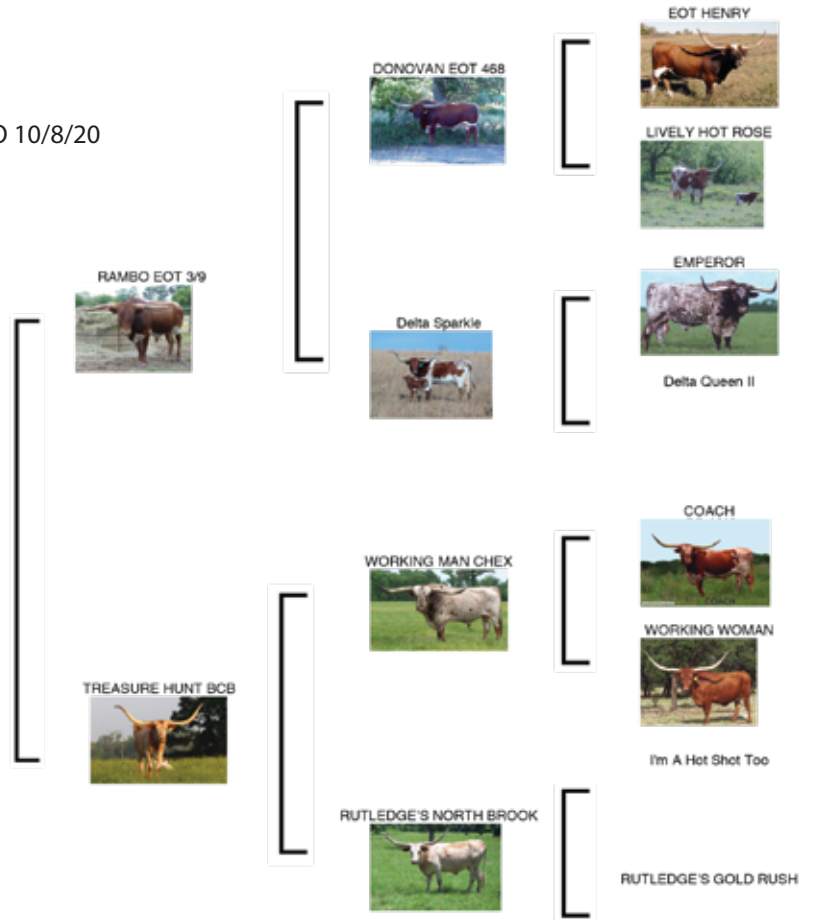 EOT HENRY
DONOVAN EOT 468
O 10/8/20
LIVELY HOT ROSE
EMPEROR
RAMBO EOT 3/9
Delta Sparkle
Delta Queen II
COACH
WORKING MAN CHEX
WORKING WOMAN
TREASURE HUNT BCB
I'm A Hot Shot Too
RUTLEDGE'S NORTH BROOK
RUTLEDGE'S GOLD RUSH